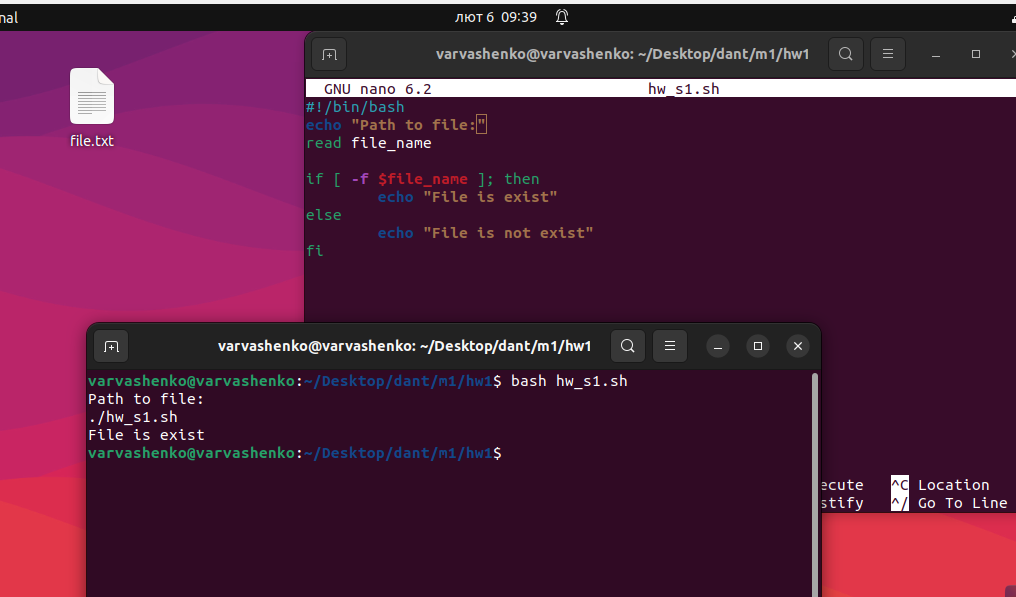 nal
лют 6 09:39
file.txt
varvashenko@varvashenko: ~/Desktop/dant/m1/hw1
GNU nano 6.2 hw_s1.sh
#!/bin/bash
echo "Path to file:"
read file_name
if [ -f $file_name ]; then
echo "File is exist"
else
echo "File is not exist"
fi
varvashenko@varvashenko: ~/Desktop/dant/m1/hw1
varvashenko@varvashenko:~/Desktop/dant/m1/hw1$ bash hw_s1.sh
Path to file:
./hw_s1.sh
File is exist
varvashenko@varvashenko:~/Desktop/dant/m1/hw1$
ecute ^C Location
stify ^/ Go To Line